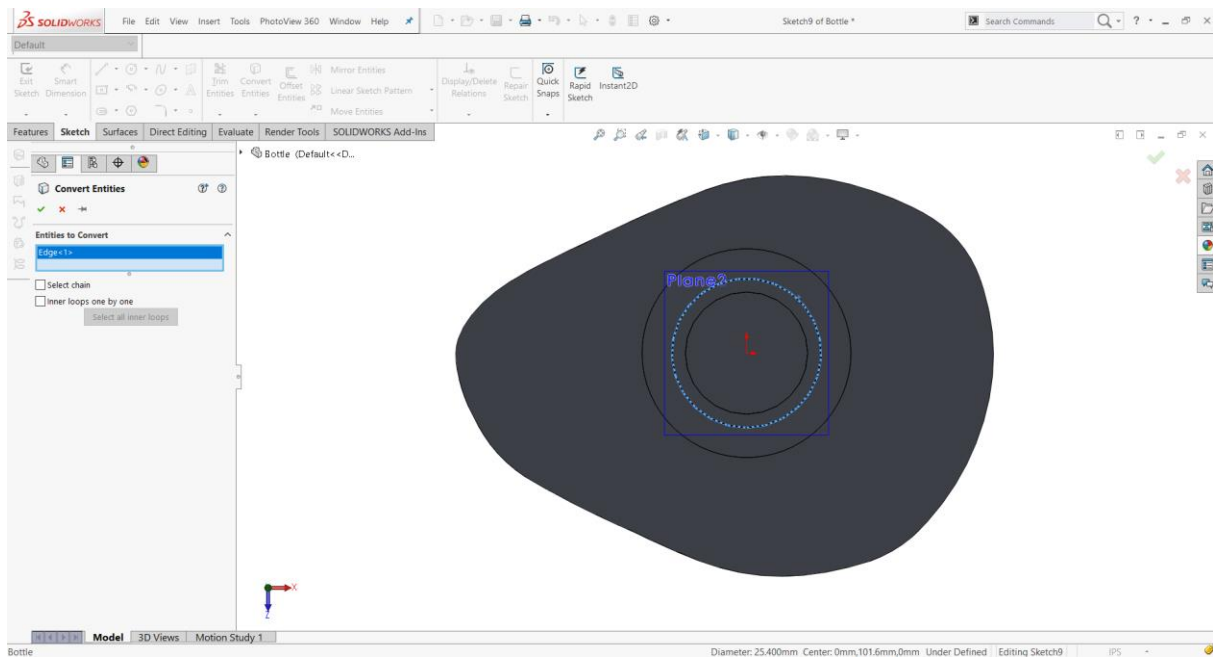 SOLIDWORKS File Edit View Insert Tools PhotoView 360 Window Help Sketch9 of Bottle * Search Commands ?
Default
Exit Sketch
Smart Dimension
Trim Entities
Convert Entities
Offset Entities
Mirror Entities
Linear Sketch Pattern
Move Entities
Display/Delete Relations
Repair Sketch
Quick Snaps
Rapid Sketch
Instant2D
Features Sketch Surfaces Direct Editing Evaluate Render Tools SOLIDWORKS Add-Ins
Bottle (Default<<D...
Convert Entities
Entities to Convert
Edge<1>
Select chain
Inner loops one by one
Select all inner loops
Plane2
X
Z
Model 3D Views Motion Study 1
Bottle Diameter: 25.400mm Center: 0mm,101.6mm,0mm Under Defined Editing Sketch9 IPS -